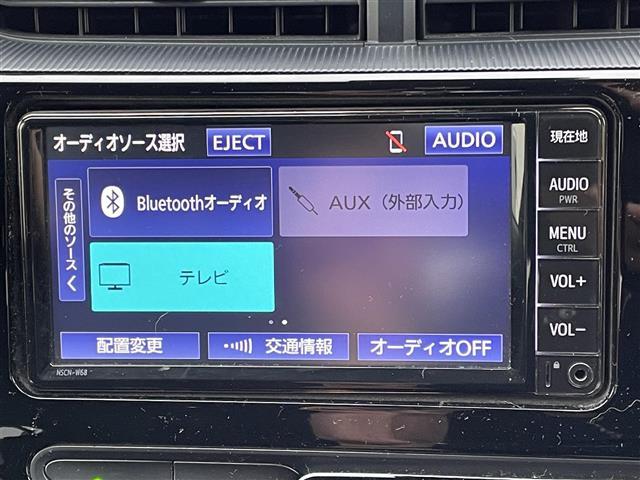 オーディオソース選択
EJECT
AUDIO
その他のソース く
Bluetoothオーディオ
AUX（外部入力）
テレビ
配置変更
交通情報
オーディオOFF
NSCN-W68
現在地
AUDIO
PWR
MENU
CTRL
VOL+
VOL−